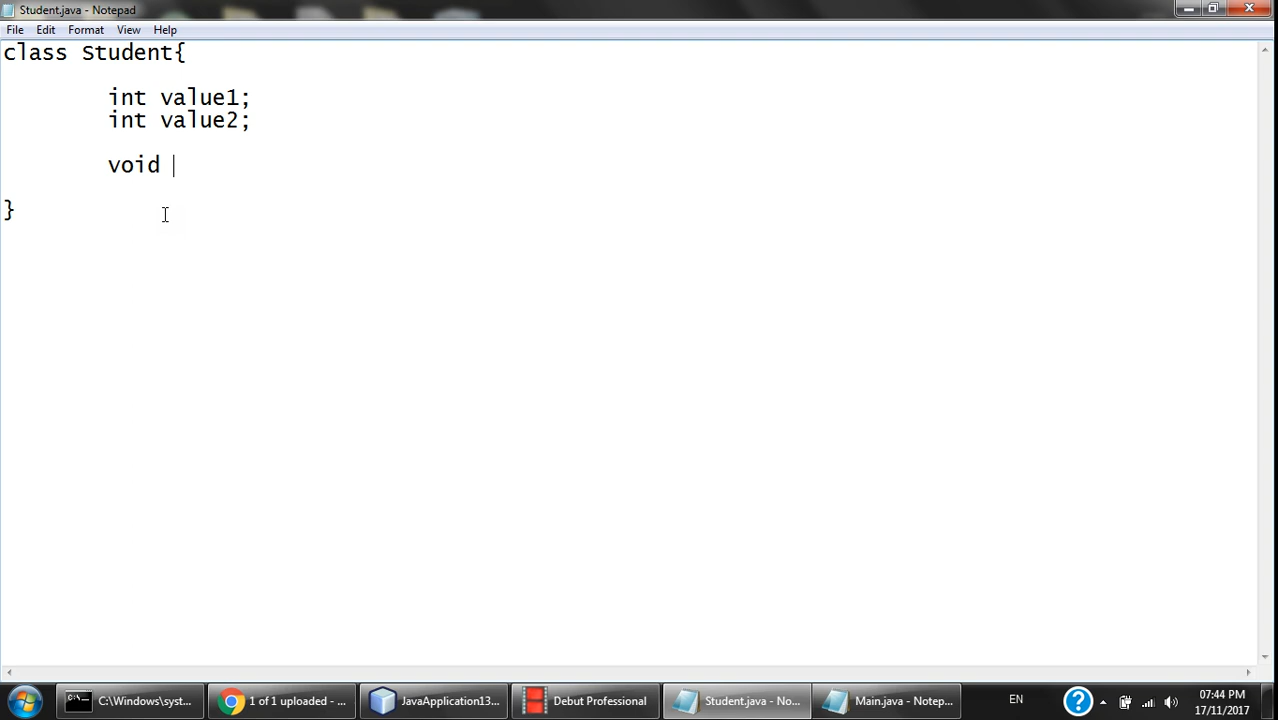 Student.java - Notepad
File Edit Format View Help
class Student{
int value1;
int value2;
void
}
C:\Windows\syst... 1 of 1 uploaded - ... JavaApplication13... Debut Professional Student.java - No... Main.java - Notep... EN ? 07:44 PM
17/11/2017